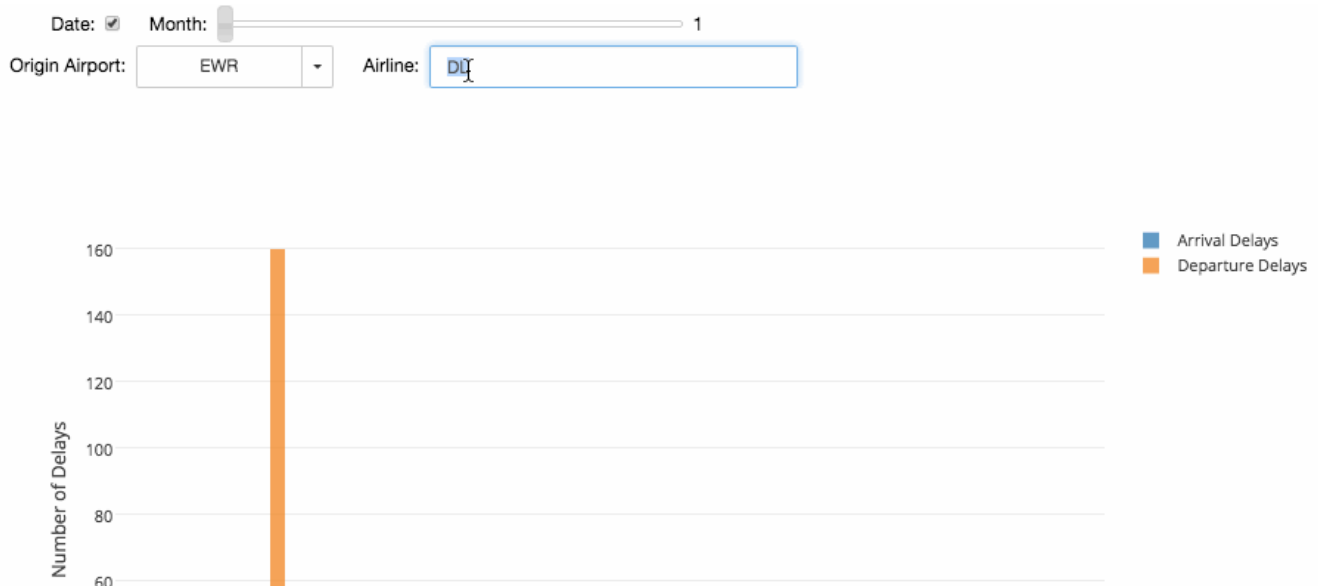 Date: Month: 1
Origin Airport: EWR Airline: DL
160
Arrival Delays
Departure Delays
140
120
100
80
60
Number of Delays